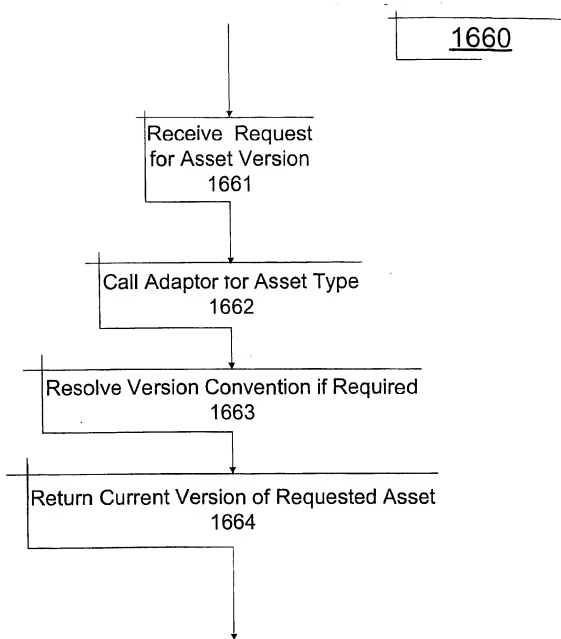 1660
Receive Request
for Asset Version
1661
Call Adaptor for Asset Type
1662
Resolve Version Convention if Required
1663
Return Current Version of Requested Asset
1664